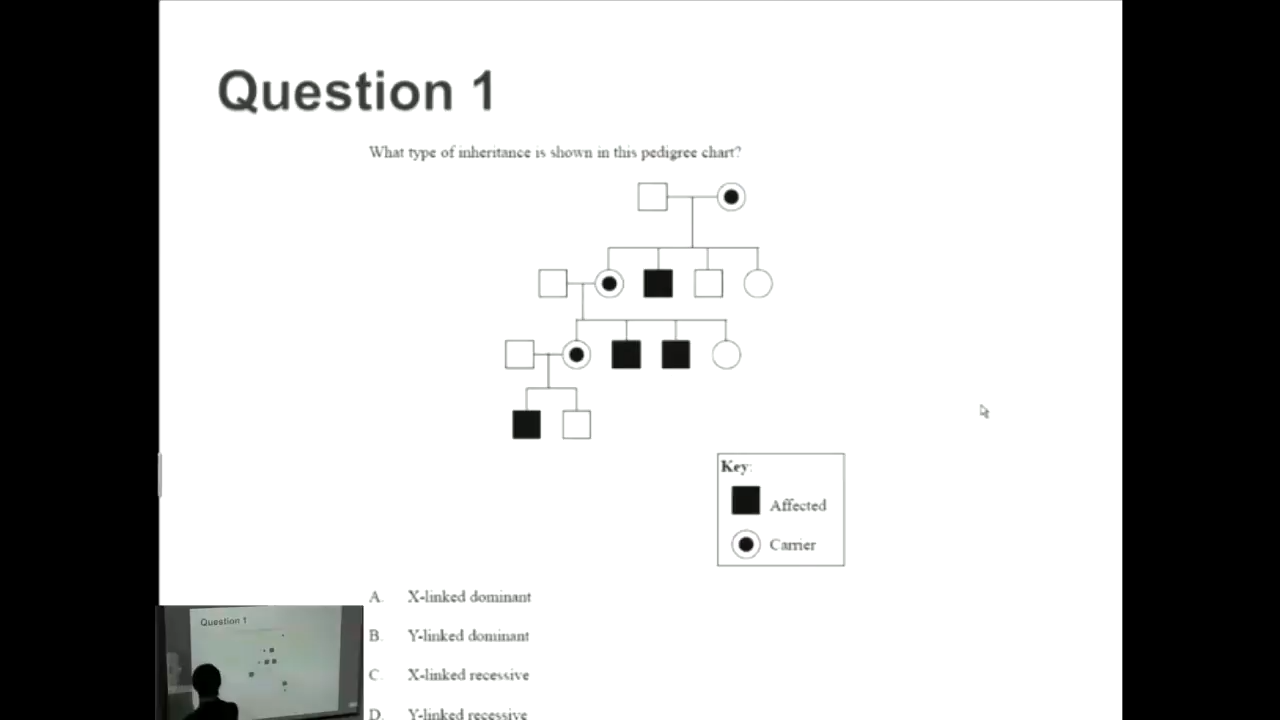 Question 1
What type of inheritance is shown in this pedigree chart?
Key:
Affected
Carrier
A. X-linked dominant
B. Y-linked dominant
C. X-linked recessive
D. Y-linked recessive
Question 1